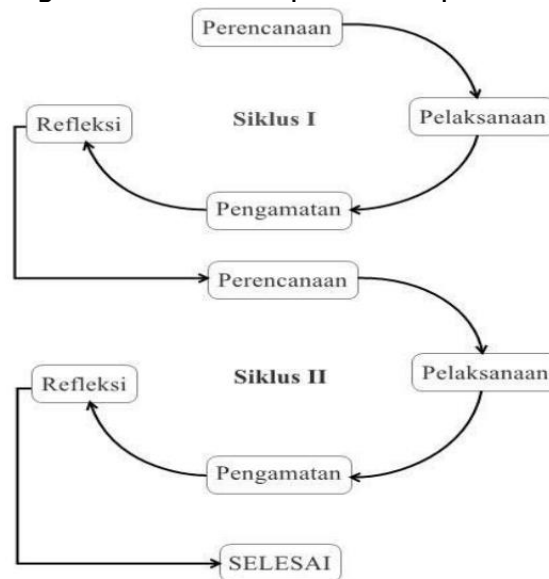 Perencanaan
Siklus I
Refleksi
Pelaksanaan
Pengamatan
Perencanaan
Siklus II
Refleksi
Pelaksanaan
Pengamatan
SELESAI